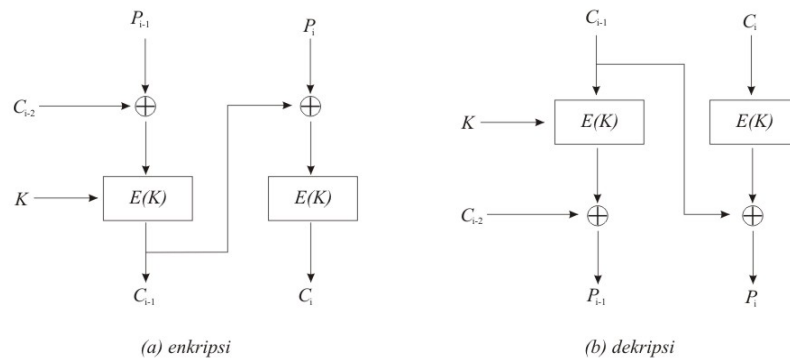 P_{i-1}
P_i
C_{i-2}
K
E(K)
E(K)
C_{i-1}
C_i
(a) enkripsi
C_{i-1}
C_i
K
E(K)
E(K)
C_{i-2}
P_{i-1}
P_i
(b) dekripsi